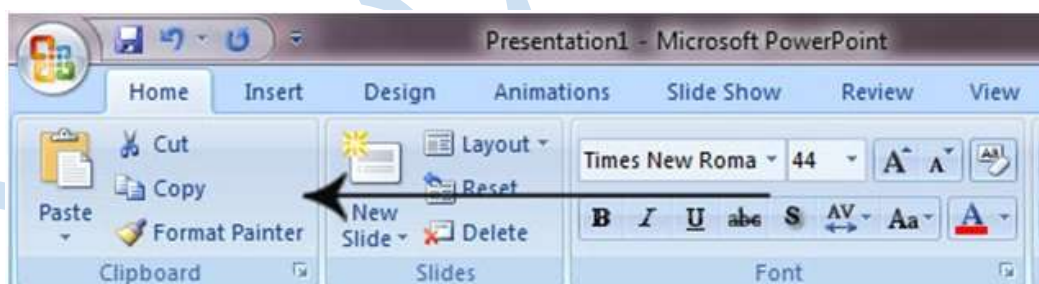 Presentation1 - Microsoft PowerPoint
Home Insert Design Animations Slide Show Review View
Cut
Copy
Format Painter
Paste
Clipboard
Layout
Reset
New
Slide
Delete
Slides
Times New Roma 44 A A Aa
B I U abc S AV Aa A
Font